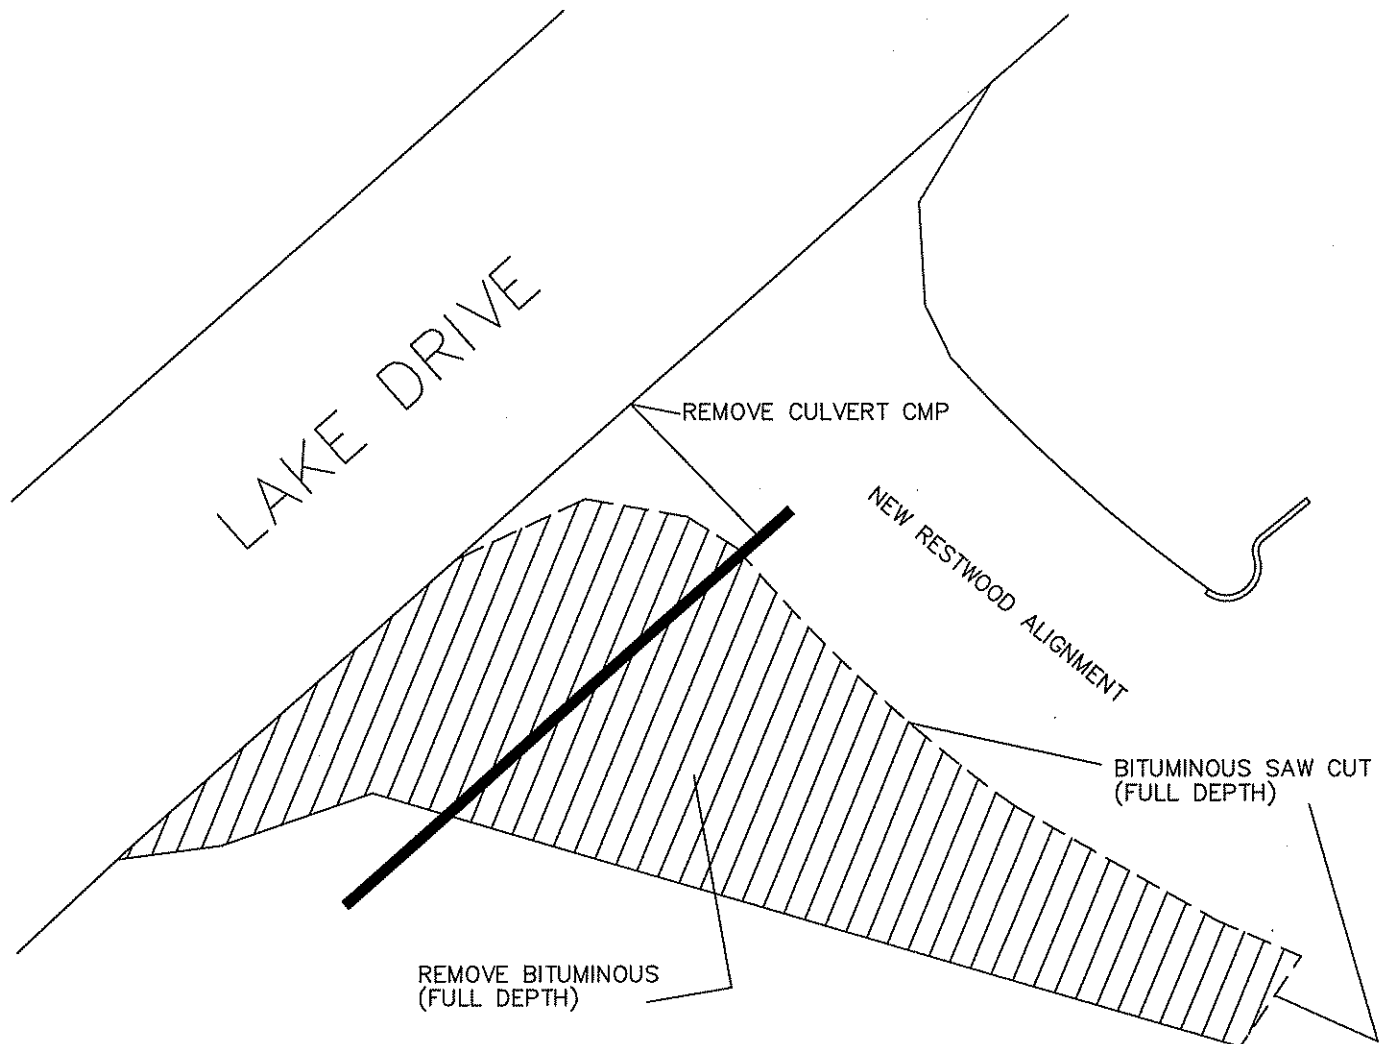 LAKE DRIVE
REMOVE CULVERT CMP
NEW RESTWOOD ALIGNMENT
BITUMINOUS SAW CUT
(FULL DEPTH)
REMOVE BITUMINOUS
(FULL DEPTH)